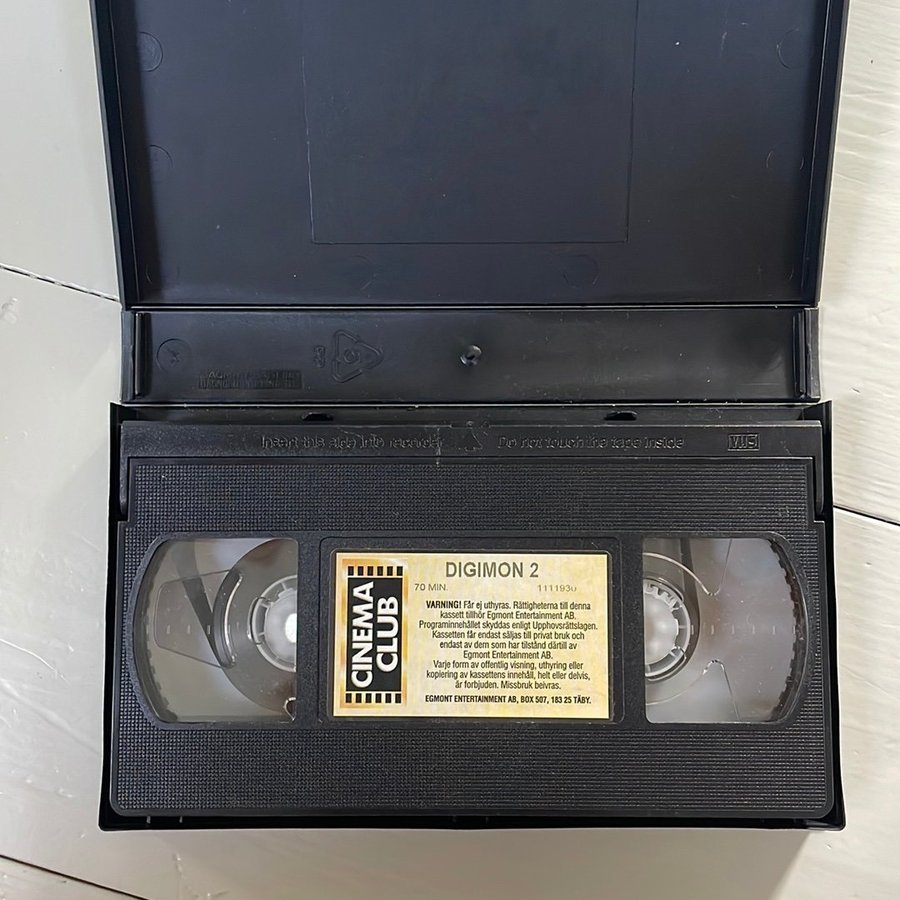 Insert this side into recorder
Do not touch the tape inside
VHS
CINEMA
CLUB
DIGIMON 2
70 MIN.
1111930
VARNING! Får ej uthyras. Rättigheterna till denna
kassett tillhör Egmont Entertainment AB.
Programinnehållet skyddas enligt Upphovsrättslagen.
Kassetten får endast säljas till privat bruk och
endast av dem som har tilstånd därtill av
Egmont Entertainment AB.
Varje form av offentlig visning, uthyring eller
kopiering av kassettens innehåll, helt eller delvis,
är forbjuden. Missbruk beivras.
EGMONT ENTERTAINMENT AB, BOX 507, 183 25 TÄBY.